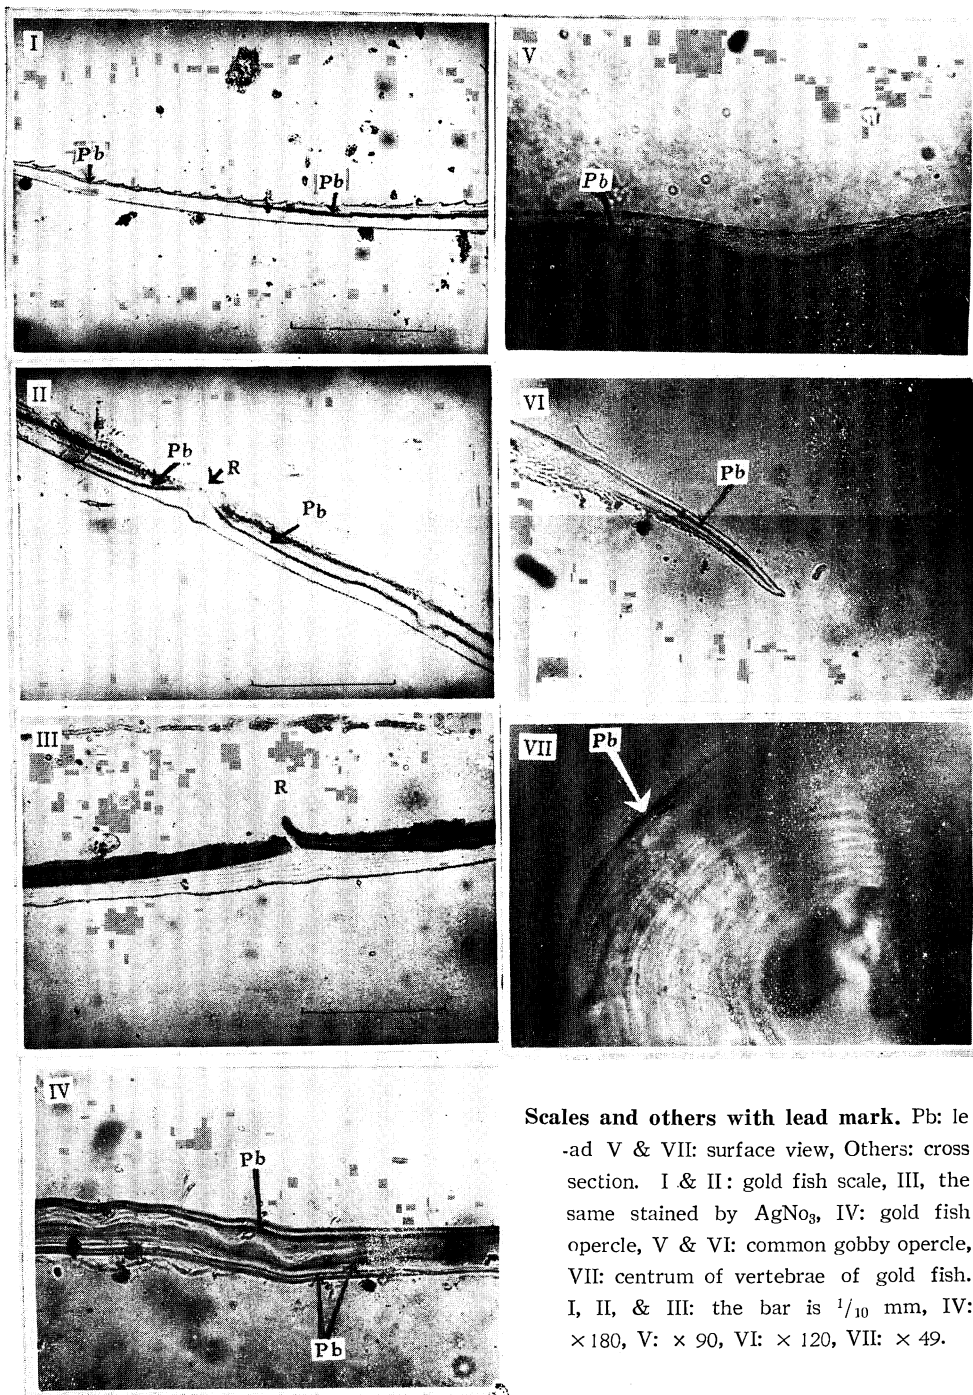 I
Pb
Pb
V
Pb
II
Pb
R
Pb
VI
Pb
III
R
VII
Pb
IV
Pb
Pb
Scales and others with lead mark. Pb: le
-ad V & VII: surface view, Others: cross
section. I & II: gold fish scale, III, the
same stained by AgNo₃, IV: gold fish
opercle, V & VI: common gobby opercle,
VII: centrum of vertebrae of gold fish.
I, II, & III: the bar is ¹/₁₀ mm, IV:
×180, V: × 90, VI: × 120, VII: × 49.